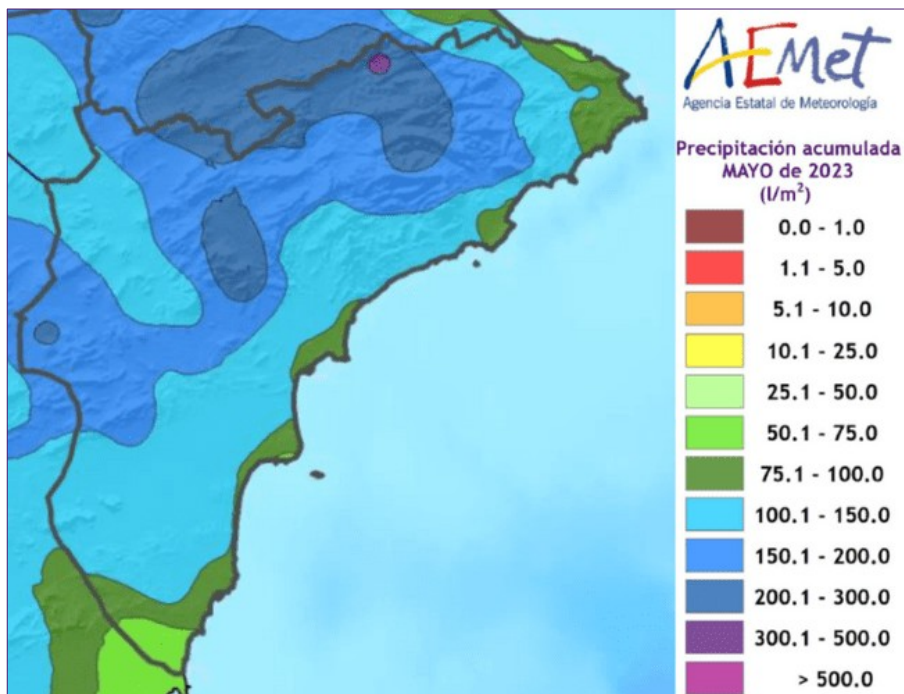 AEMet
Agencia Estatal de Meteorología
Precipitación acumulada
MAYO de 2023
(l/m²)
0.0 - 1.0
1.1 - 5.0
5.1 - 10.0
10.1 - 25.0
25.1 - 50.0
50.1 - 75.0
75.1 - 100.0
100.1 - 150.0
150.1 - 200.0
200.1 - 300.0
300.1 - 500.0
> 500.0